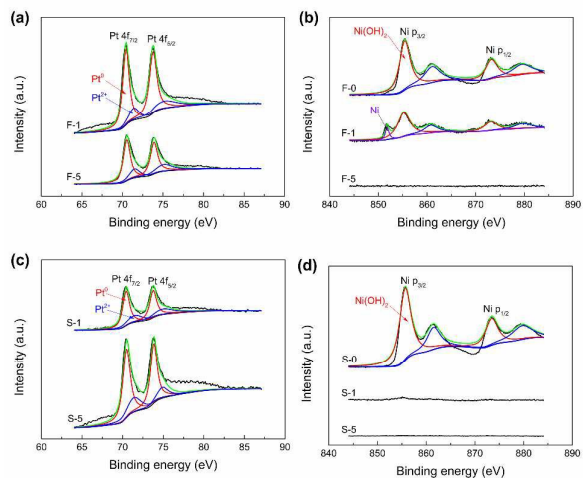 (a)
Pt 4f7/2 Pt 4f5/2
Pt0
Pt2+
F-1
F-5
Intensity (a.u.)
60 65 70 75 80 85 90
Binding energy (eV)
(b)
Ni p3/2
Ni(OH)2
Ni p1/2
F-0
Ni
F-1
F-5
Intensity (a.u.)
840 850 860 870 880 890
Binding energy (eV)
(c)
Pt 4f7/2 Pt 4f5/2
Pt0
Pt2+
S-1
S-5
Intensity (a.u.)
60 65 70 75 80 85 90
Binding energy (eV)
(d)
Ni p3/2
Ni(OH)2
Ni p1/2
S-0
S-1
S-5
Intensity (a.u.)
840 850 860 870 880 890
Binding energy (eV)